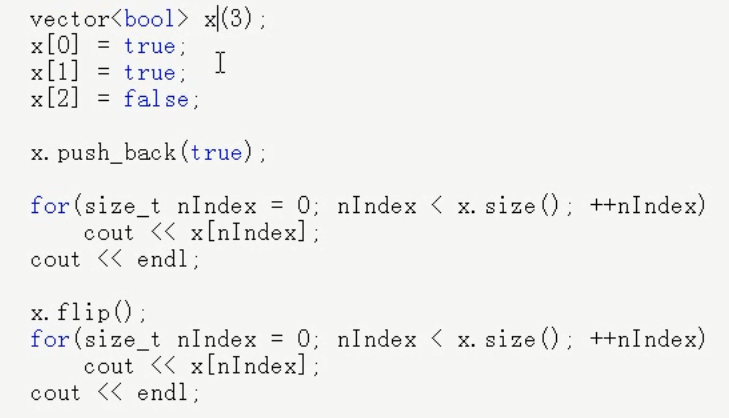 vector<bool> x(3);
x[0] = true;
x[1] = true;
x[2] = false;
x.push_back(true);
for(size_t nIndex = 0; nIndex < x.size(); ++nIndex)
cout << x[nIndex];
cout << endl;
x.flip();
for(size_t nIndex = 0; nIndex < x.size(); ++nIndex)
cout << x[nIndex];
cout << endl;